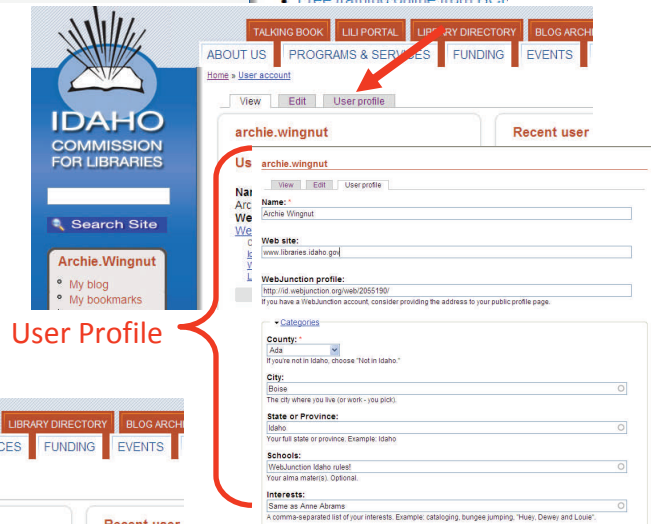 Free training online from OCLC
TALKING BOOK LILI PORTAL LIBRARY DIRECTORY BLOG ARCH
ABOUT US PROGRAMS & SERVICES FUNDING EVENTS
Home » User account
View Edit User profile
archie.wingnut
Recent user
IDAHO
COMMISSION
FOR LIBRARIES
Search Site
Archie.Wingnut
My blog
My bookmarks
Us
Nar
Arc
We
We
User Profile
archie.wingnut
View Edit User profile
Name: *
Archie Wingnut
Web site:
www.libraries.idaho.gov
WebJunction profile:
http://id.webjunction.org/web/2055190/
If you have a WebJunction account, consider providing the address to your public profile page.
Categories
County: *
Ada
If you're not in Idaho, choose "Not in Idaho."
City:
Boise
The city where you live (or work - you pick).
State or Province:
Idaho
Your full state or province. Example: Idaho
Schools:
WebJunction Idaho rules!
Your alma mater(s). Optional.
Interests:
Same as Anne Abrams
A comma-separated list of your interests. Example: cataloging, bungee jumping, "Huey, Dewey and Louie".
LIBRARY DIRECTORY BLOG ARCHI
CES FUNDING EVENTS
Recent user